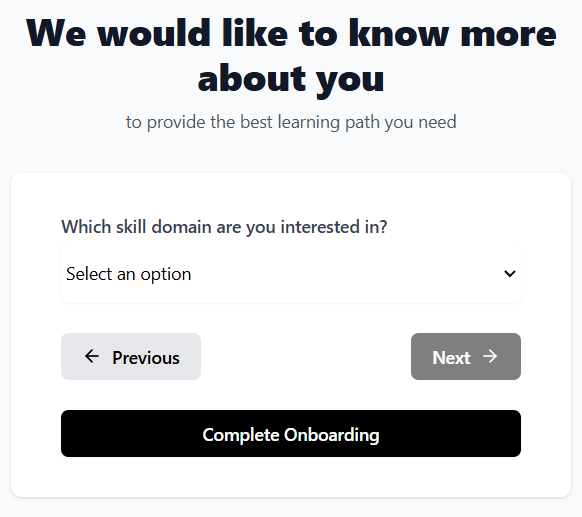 We would like to know more
about you
to provide the best learning path you need
Which skill domain are you interested in?
Select an option
Previous
Next
Complete Onboarding